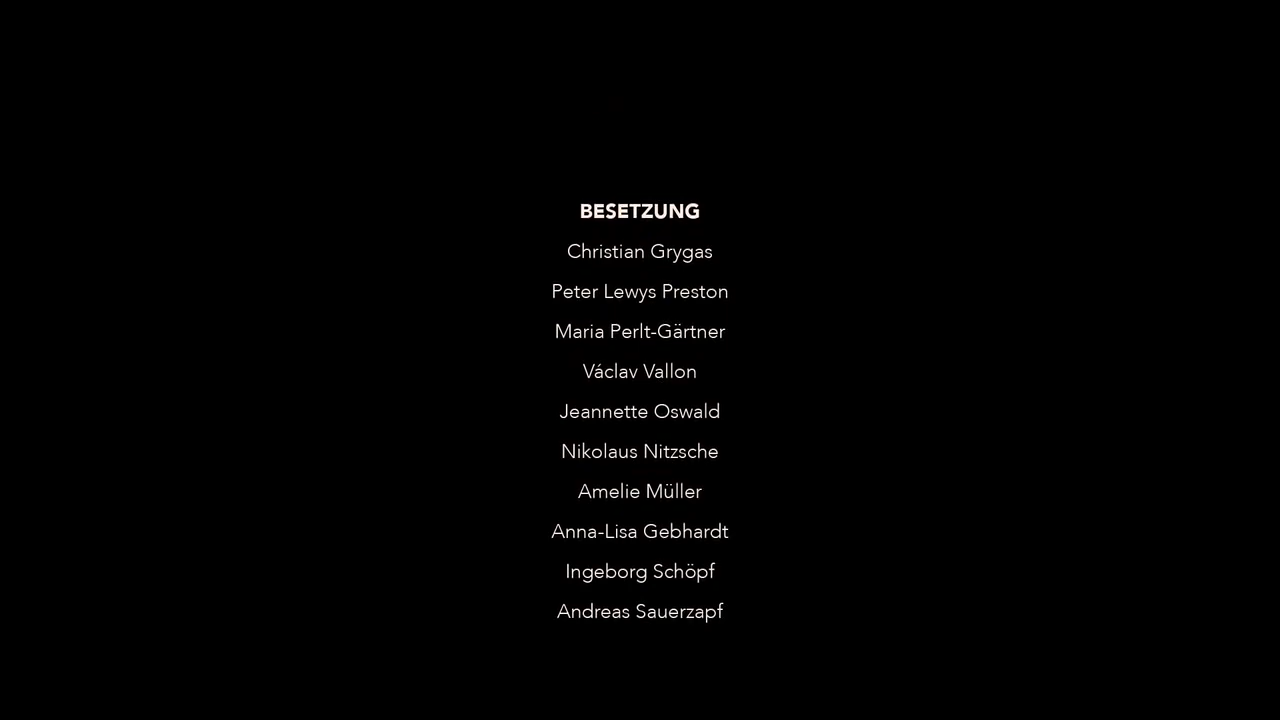 BESETZUNG
Christian Grygas
Peter Lewys Preston
Maria Perlt-Gärtner
Václav Vallon
Jeannette Oswald
Nikolaus Nitzsche
Amelie Müller
Anna-Lisa Gebhardt
Ingeborg Schöpf
Andreas Sauerzapf